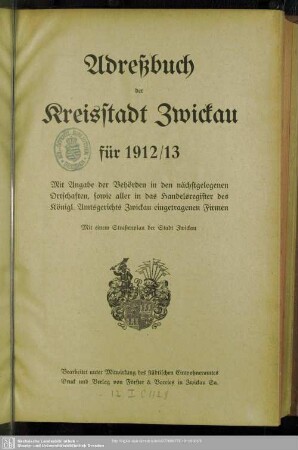 Adreßbuch
der
Kreisstadt Zwickau
für 1912/13
Mit Angabe der Behörden in den nächstgelegenen
Ortschaften, sowie aller in das Handelsregister des
Königl. Amtsgerichts Zwickau eingetragenen Firmen
Mit einem Straßenplan der Stadt Zwickau
Bearbeitet unter Mitwirkung des städtischen Einwohneramtes
Druck und Verlag von Förster & Borries in Zwickau Sa.